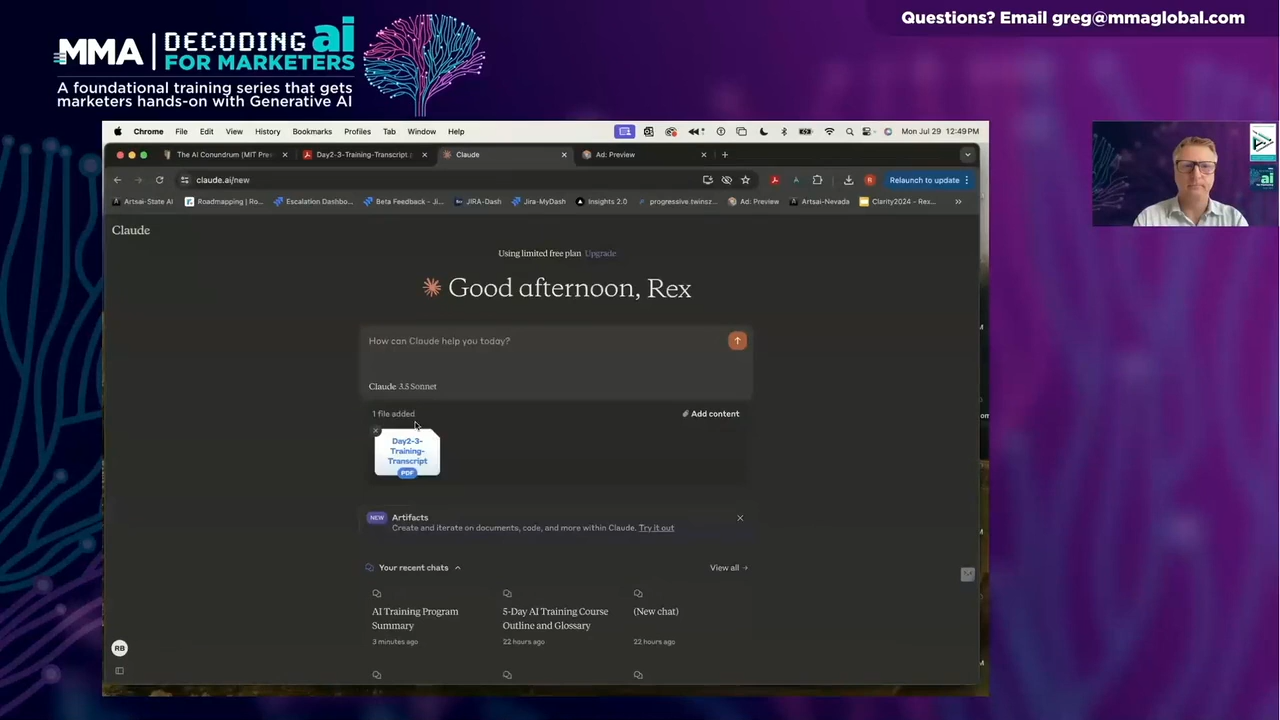 Questions? Email greg@mmaglobal.com
MMA | DECODING ai
FOR MARKETERS
A foundational training series that gets
marketers hands-on with Generative AI
Chrome File Edit View History Bookmarks Profiles Tab Window Help Mon Jul 29 12:49 PM
The AI Conundrum (MIT Pres Day2-3-Training-Transcript Claude Ad: Preview
claude.ai/new Relaunch to update
Artsai-State AI Roadmapping | Ro... Escalation Dashbo... Beta Feedback - Ji... JIRA-Dash Jira-MyDash Insights 2.0 progressive.twinsz... Ad: Preview Artsai-Nevada Clarity2024 - Rex... »
Claude
Using limited free plan Upgrade
Good afternoon, Rex
How can Claude help you today?
Claude 3.5 Sonnet
1 file added Add content
Day2-3-
Training-
Transcript
PDF
NEW Artifacts
Create and iterate on documents, code, and more within Claude. Try it out
Your recent chats View all →
AI Training Program
Summary
3 minutes ago
5-Day AI Training Course
Outline and Glossary
22 hours ago
(New chat)
22 hours ago
RB